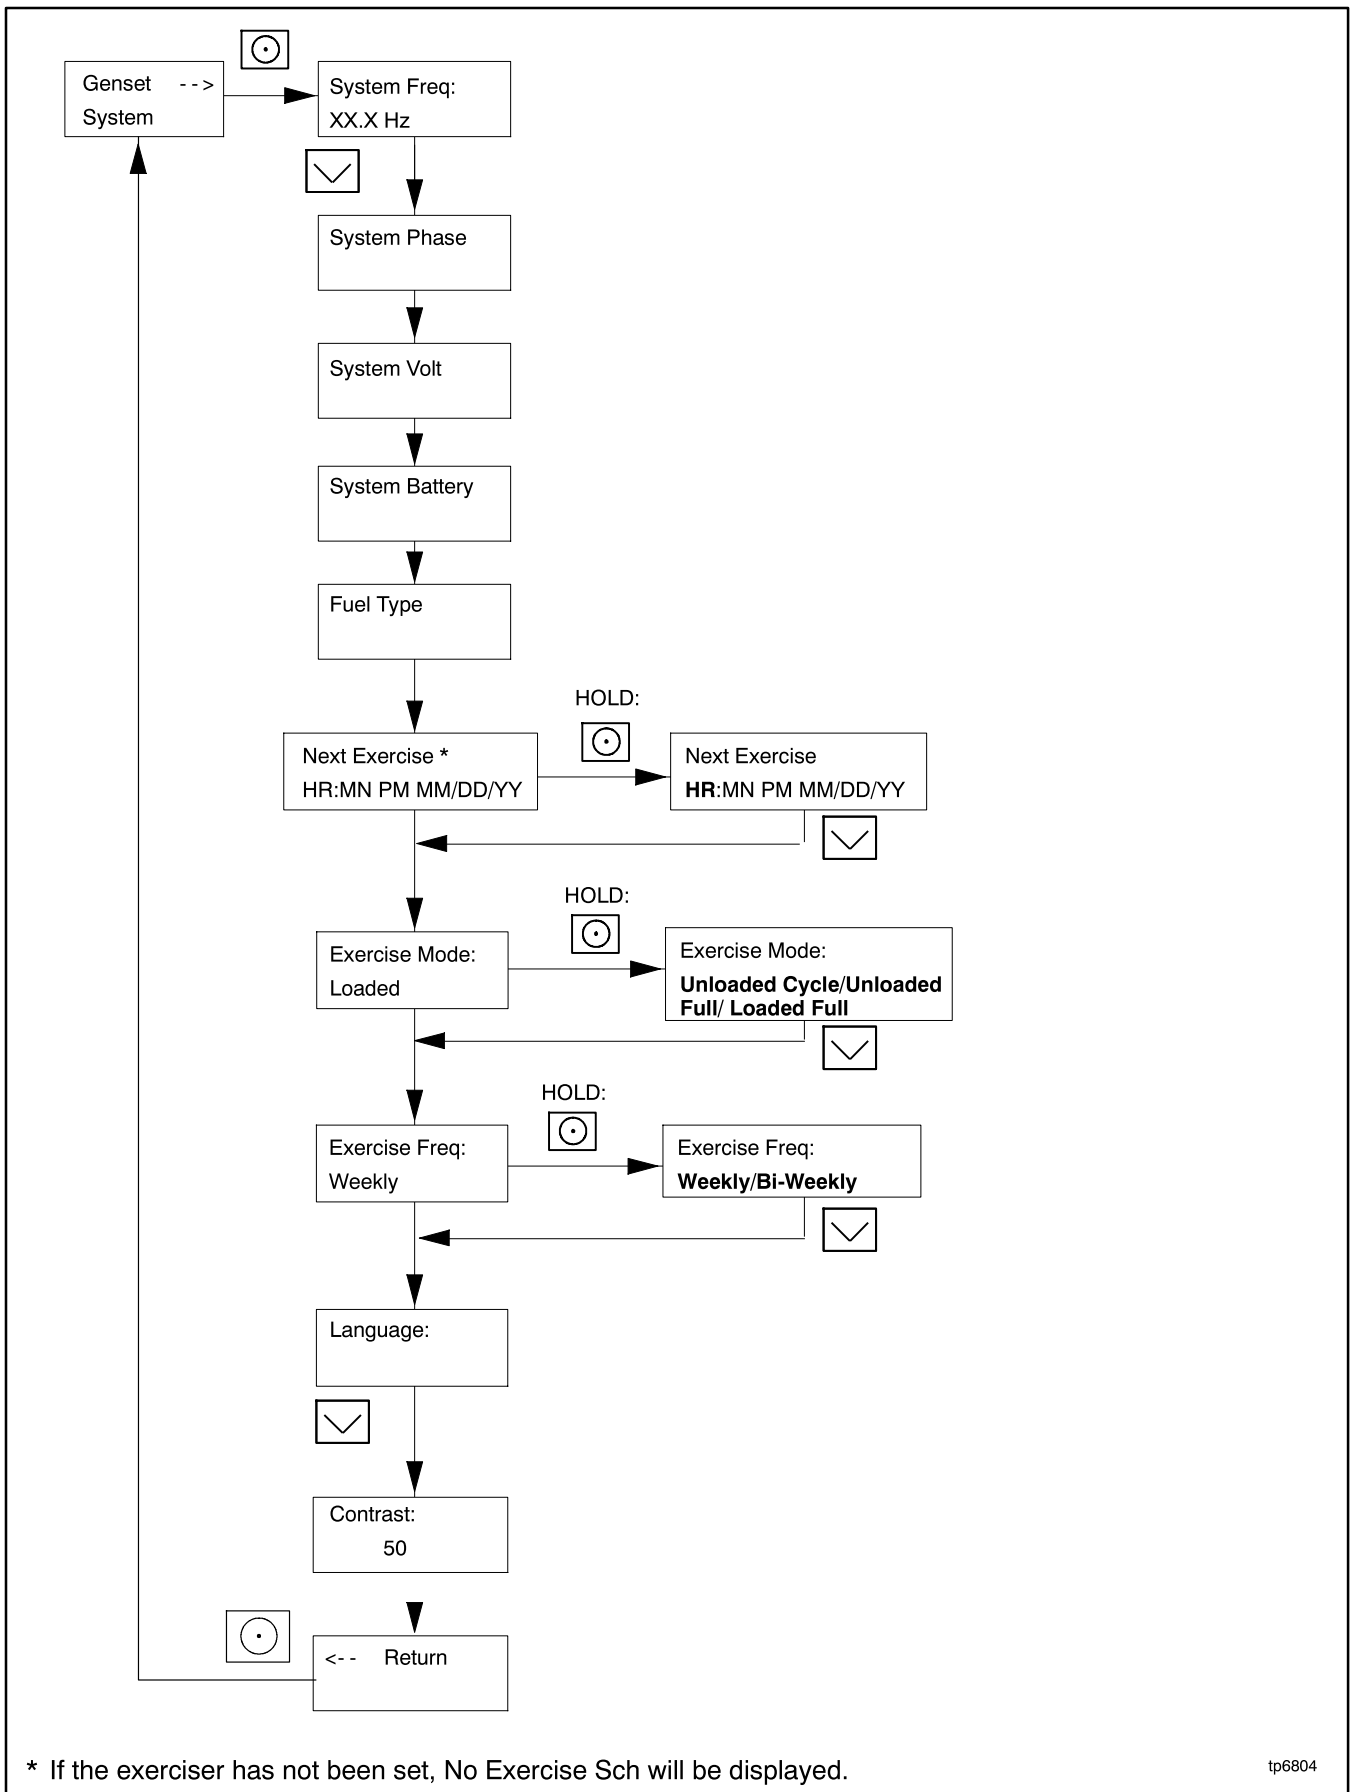 Genset -->
System
System Freq:
XX.X Hz
System Phase
System Volt
System Battery
Fuel Type
HOLD:
Next Exercise *
HR:MN PM MM/DD/YY
Next Exercise
HR:MN PM MM/DD/YY
HOLD:
Exercise Mode:
Loaded
Exercise Mode:
Unloaded Cycle/Unloaded
Full/ Loaded Full
HOLD:
Exercise Freq:
Weekly
Exercise Freq:
Weekly/Bi-Weekly
Language:
Contrast:
50
<-- Return
* If the exerciser has not been set, No Exercise Sch will be displayed.
tp6804